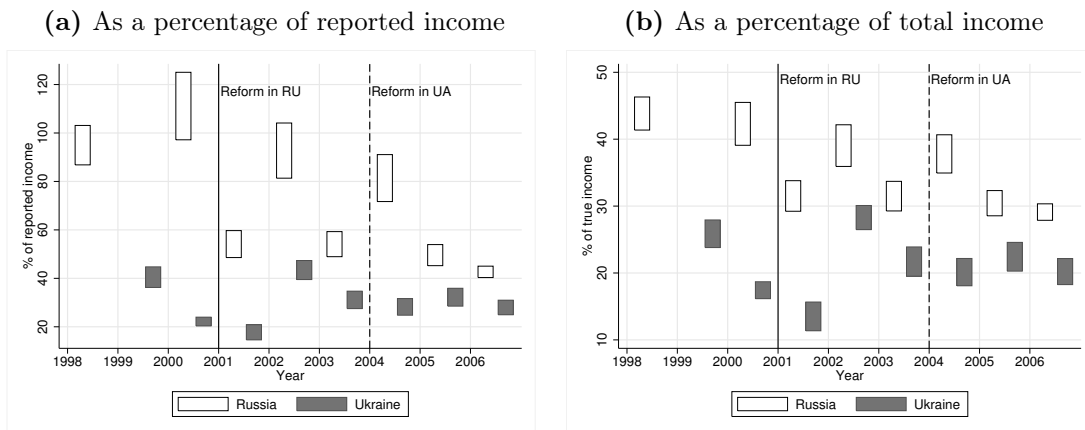 (a) As a percentage of reported income
% of reported income
120
100
80
60
40
20
Reform in RU
Reform in UA
1998 1999 2000 2001 2002 2003 2004 2005 2006
Year
Russia Ukraine
(b) As a percentage of total income
% of true income
50
40
30
20
10
Reform in RU
Reform in UA
1998 1999 2000 2001 2002 2003 2004 2005 2006
Year
Russia Ukraine